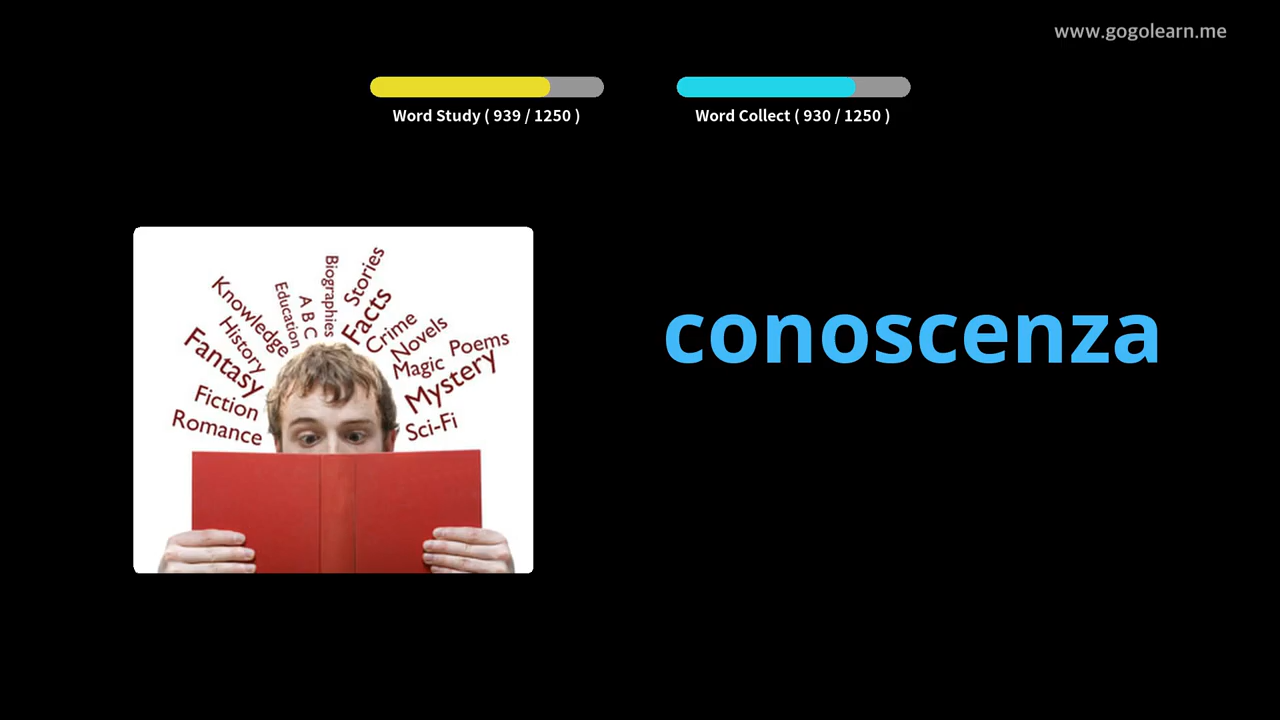 www.gogolearn.me
Word Study ( 939 / 1250 )
Word Collect ( 930 / 1250 )
conoscenza
Romance
Fiction
Fantasy
History
Knowledge
Education
A B C
Biographies
Stories
Facts
Crime
Novels
Magic
Poems
Mystery
Sci-Fi